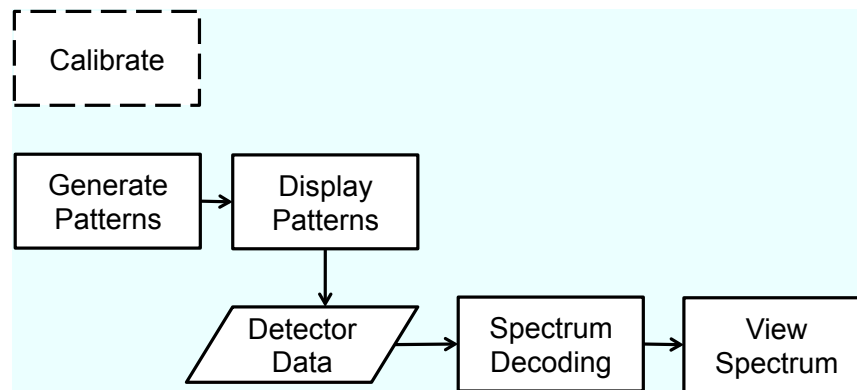 Calibrate
Generate
Patterns
Display
Patterns
Detector
Data
Spectrum
Decoding
View
Spectrum